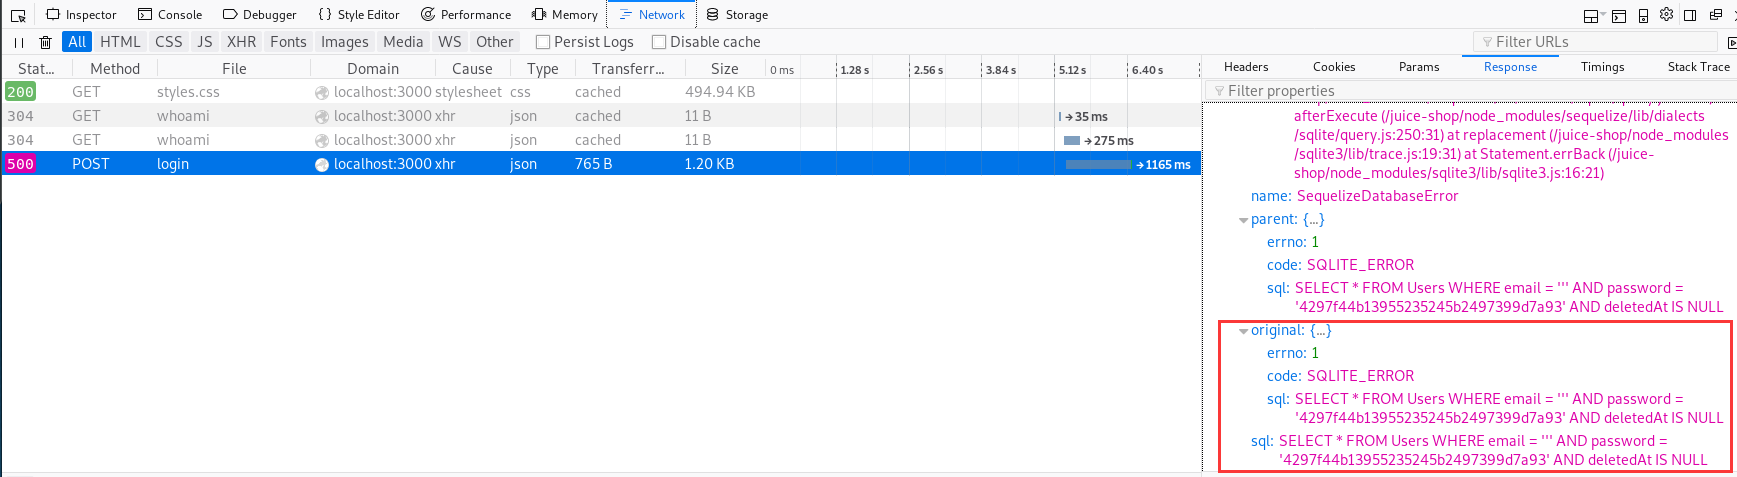 Inspector Console Debugger {} Style Editor Performance Memory Network Storage
All HTML CSS JS XHR Fonts Images Media WS Other Persist Logs Disable cache Filter URLs
Stat... Method File Domain Cause Type Transferr... Size 0 ms 1.28 s 2.56 s 3.84 s 5.12 s 6.40 s
200 GET styles.css localhost:3000 stylesheet css cached 494.94 KB
304 GET whoami localhost:3000 xhr json cached 11 B → 35 ms
304 GET whoami localhost:3000 xhr json cached 11 B → 275 ms
500 POST login localhost:3000 xhr json 765 B 1.20 KB → 1165 ms
Headers Cookies Params Response Timings Stack Trace
Filter properties
afterExecute (/juice-shop/node_modules/sequelize/lib/dialects
/sqlite/query.js:250:31) at replacement (/juice-shop/node_modules
/sqlite3/lib/trace.js:19:31) at Statement.errBack (/juice-
shop/node_modules/sqlite3/lib/sqlite3.js:16:21)
name: SequelizeDatabaseError
parent: {...}
errno: 1
code: SQLITE_ERROR
sql: SELECT * FROM Users WHERE email = ''' AND password =
'4297f44b13955235245b2497399d7a93' AND deletedAt IS NULL
original: {...}
errno: 1
code: SQLITE_ERROR
sql: SELECT * FROM Users WHERE email = ''' AND password =
'4297f44b13955235245b2497399d7a93' AND deletedAt IS NULL
sql: SELECT * FROM Users WHERE email = ''' AND password =
'4297f44b13955235245b2497399d7a93' AND deletedAt IS NULL